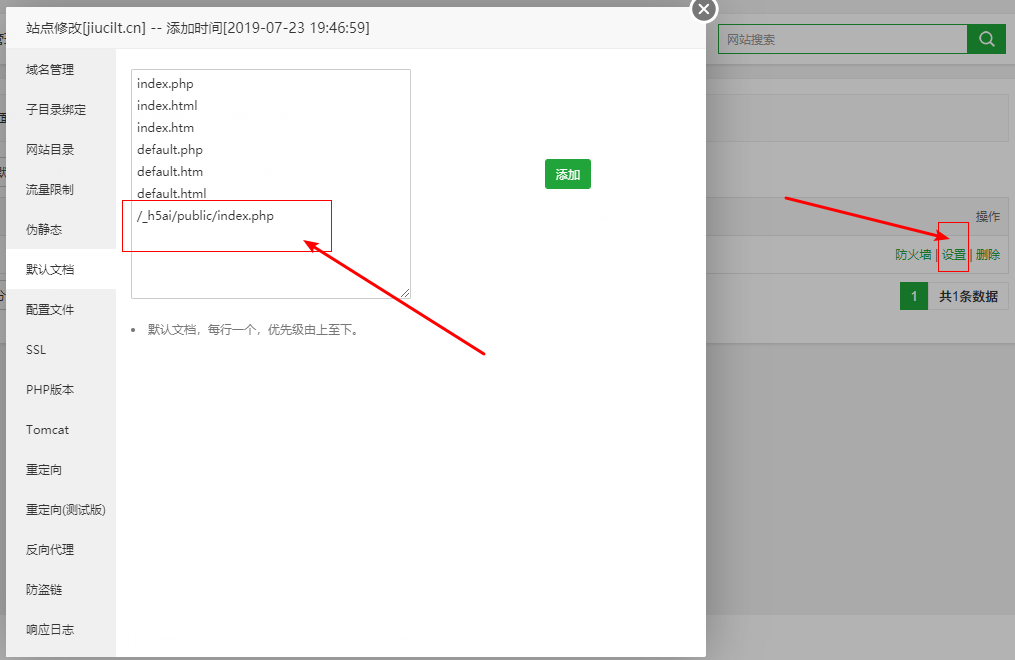 站点修改[jiucilt.cn] -- 添加时间[2019-07-23 19:46:59]
网站搜索
域名管理
子目录绑定
网站目录
流量限制
伪静态
默认文档
配置文件
SSL
PHP版本
Tomcat
重定向
重定向(测试版)
反向代理
防盗链
响应日志
index.php
index.html
index.htm
default.php
default.htm
default.html
/_h5ai/public/index.php
添加
默认文档，每行一个，优先级由上至下。
操作
防火墙 | 设置 | 删除
1 共1条数据